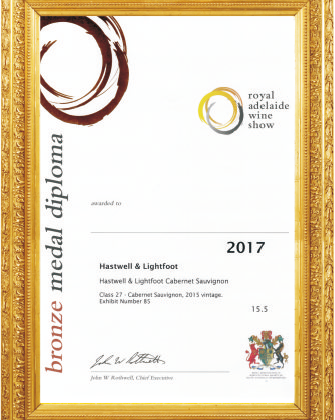 bronze medal diploma
royal
adelaide
wine
show
awarded to
2017
Hastwell & Lightfoot
Hastwell & Lightfoot Cabernet Sauvignon
Class 27 - Cabernet Sauvignon, 2015 vintage.
Exhibit Number 85
15.5
John W Rothwell, Chief Executive